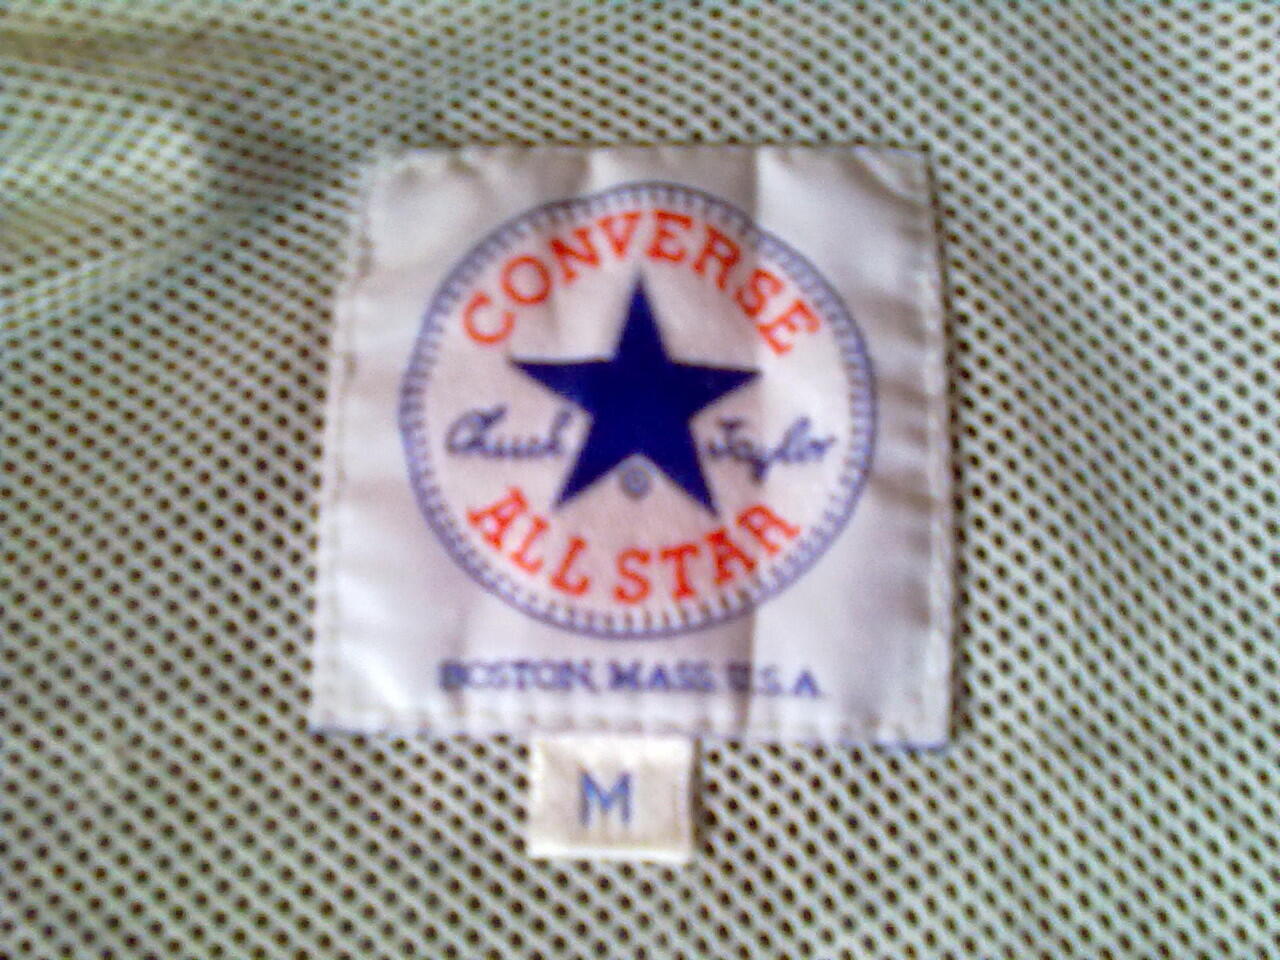 CONVERSE
Chuck Taylor
®
ALL STAR
BOSTON, MASS U.S.A.
M